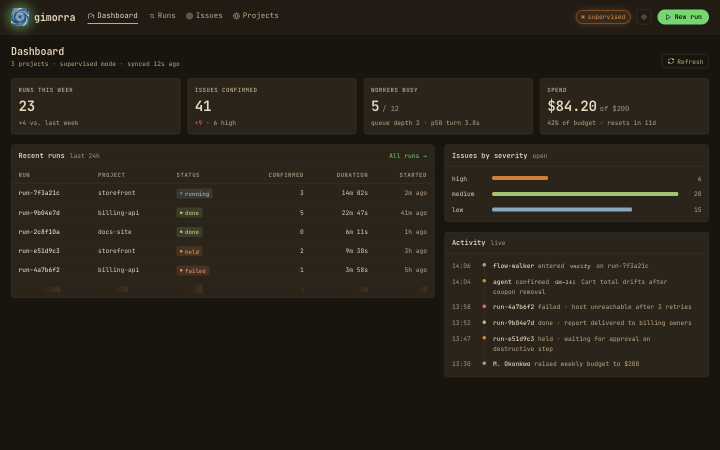 gimorra
Dashboard
Runs
Issues
Projects
supervised
New run
Dashboard
3 projects · supervised mode · synced 12s ago
Refresh
RUNS THIS WEEK
23
+4 vs. last week
ISSUES CONFIRMED
41
+9 · 6 high
WORKERS BUSY
5 / 12
queue depth 2 · p50 turn 3.8s
SPEND
$84.20 of $200
42% of budget · resets in 11d
Recent runs last 24h
All runs →
RUN PROJECT STATUS CONFIRMED DURATION STARTED
run-7f3a21c storefront running 3 14m 02s 2m ago
run-9b04e7d billing-api done 5 22m 47s 41m ago
run-2c8f10a docs-site done 0 6m 11s 1h ago
run-e51d9c3 storefront held 2 9m 30s 3h ago
run-4a7b6f2 billing-api failed 1 3m 58s 5h ago
Issues by severity open
high 6
medium 20
low 15
Activity live
14:06 flow-walker entered verify on run-7f3a21c
14:04 agent confirmed GM-241 Cart total drifts after
coupon removal
13:58 run-4a7b6f2 failed · host unreachable after 3 retries
13:52 run-9b04e7d done · report delivered to billing owners
13:47 run-e51d9c3 held · waiting for approval on
destructive step
13:30 M. Okonkwo raised weekly budget to $200